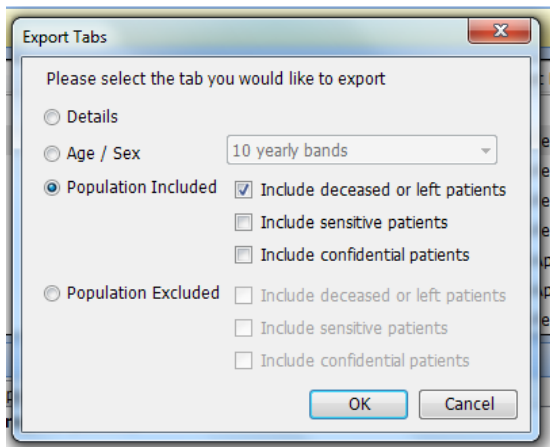 Export Tabs
Please select the tab you would like to export
Details
Age / Sex
10 yearly bands
Population Included
Include deceased or left patients
Include sensitive patients
Include confidential patients
Population Excluded
Include deceased or left patients
Include sensitive patients
Include confidential patients
OK
Cancel